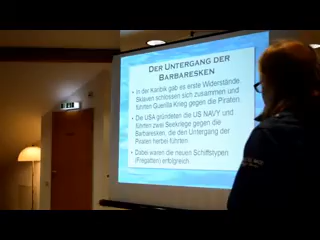 DER UNTERGANG DER
BARBARESKEN
• In der Karibik gab es erste Widerstände.
Sklaven schlossen sich zusammen und
führten Guerilla Krieg gegen die Piraten.
• Die USA gründeten die US NAVY und
führten zwei Seekriege gegen die
Barbaresken, die den Untergang der
Piraten herbei führten.
• Dabei waren die neuen Schiffstypen
(Fregatten) erfolgreich.